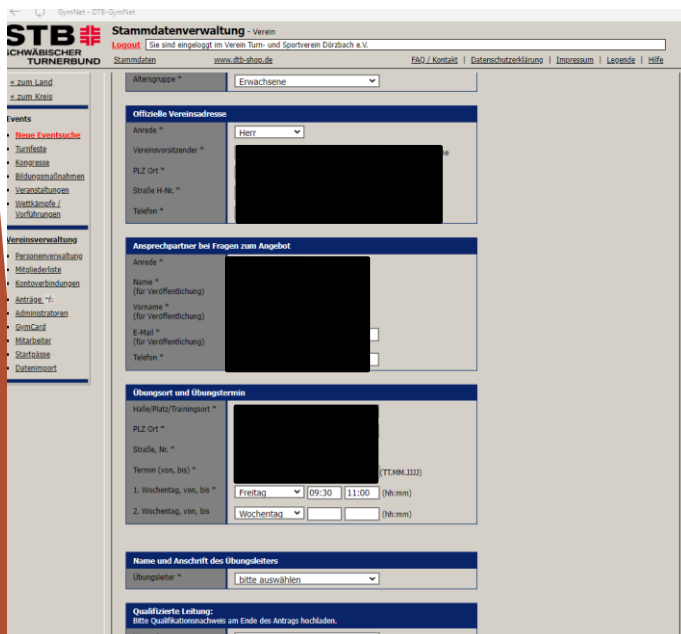 GymNet - DTB-GymNet
STB
SCHWÄBISCHER
TURNERBUND
Stammdatenverwaltung - Verein
Logout Sie sind eingeloggt im Verein Turn- und Sportverein Dörzbach e.V.
Stammdaten www.dtb-shop.de FAQ / Kontakt | Datenschutzerklärung | Impressum | Legende | Hilfe
« zum Land
« zum Kreis
Events
Neue Eventsuche
Turnfeste
Kongresse
Bildungsmaßnahmen
Veranstaltungen
Wettkämpfe /
Vorführungen
Vereinsverwaltung
Personenverwaltung
Mitgliederliste
Kontoverbindungen
Anträge
Administratoren
GymCard
Mitarbeiter
Startpässe
Datenimport
Altersgruppe * Erwachsene
Offizielle Vereinsadresse
Anrede * Herr
Vereinsvorsitzender *
PLZ Ort *
Straße H-Nr. *
Telefon *
Ansprechpartner bei Fragen zum Angebot
Anrede *
Name *
(für Veröffentlichung)
Vorname *
(für Veröffentlichung)
E-Mail *
(für Veröffentlichung)
Telefon *
Übungsort und Übungstermin
Halle/Platz/Trainingsort *
PLZ Ort *
Straße, Nr. *
Termin (von, bis) * (TT.MM.JJJJ)
1. Wochentag, von, bis * Freitag 09:30 11:00 (hh:mm)
2. Wochentag, von, bis Wochentag (hh:mm)
Name und Anschrift des Übungsleiters
Übungsleiter * bitte auswählen
Qualifizierte Leitung:
Bitte Qualifikationsnachweis am Ende des Antrags hochladen.